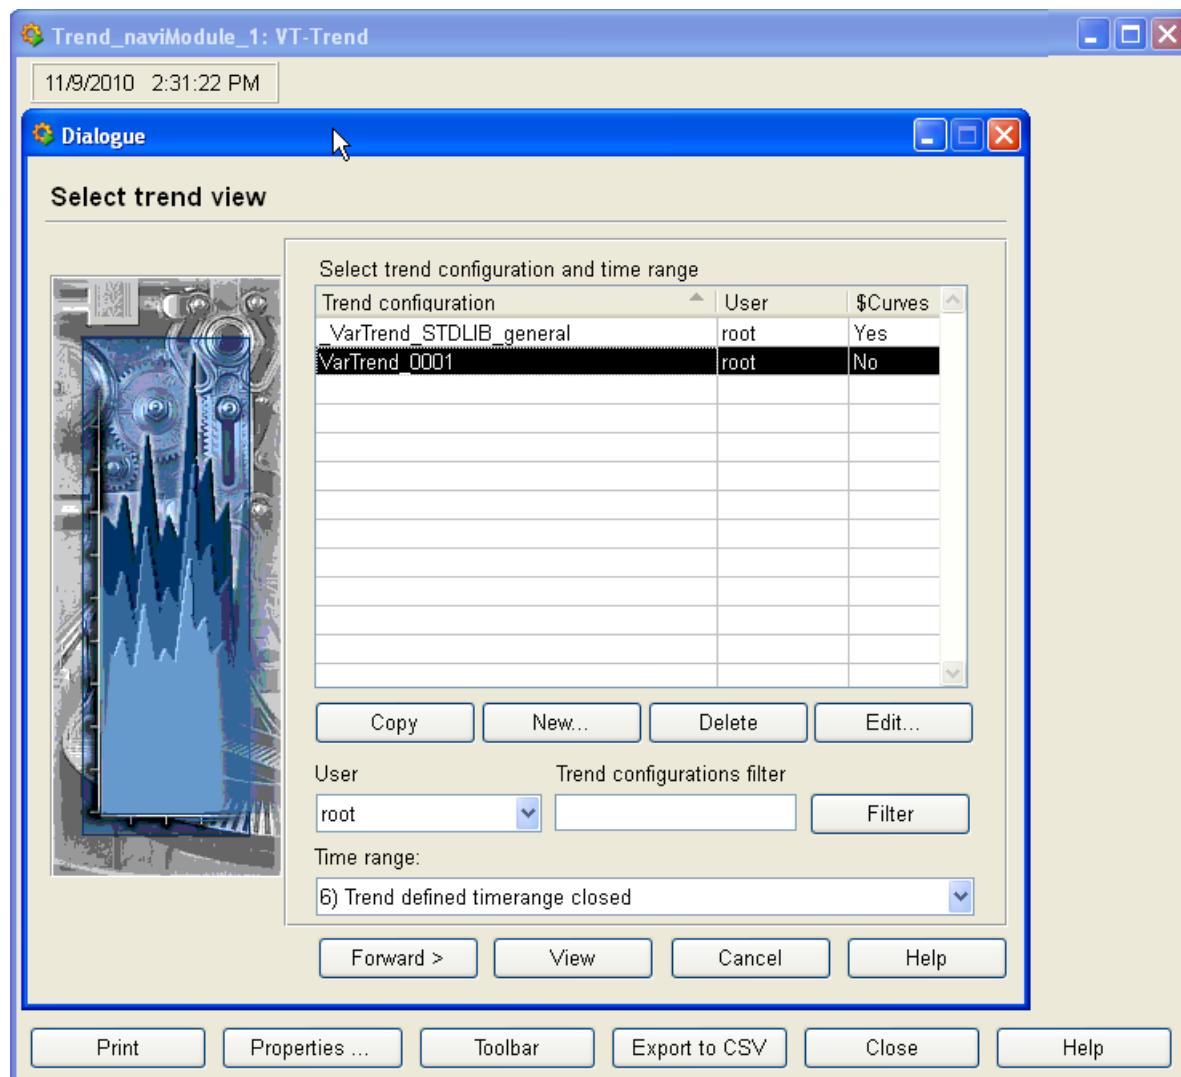 Trend_naviModule_1: VT-Trend
11/9/2010 2:31:22 PM
Dialogue
Select trend view
Select trend configuration and time range
Trend configuration User $Curves
_VarTrend_STDLIB_general root Yes
VarTrend_0001 root No
Copy New... Delete Edit...
User Trend configurations filter
root Filter
Time range:
6) Trend defined timerange closed
Forward > View Cancel Help
Print Properties ... Toolbar Export to CSV Close Help